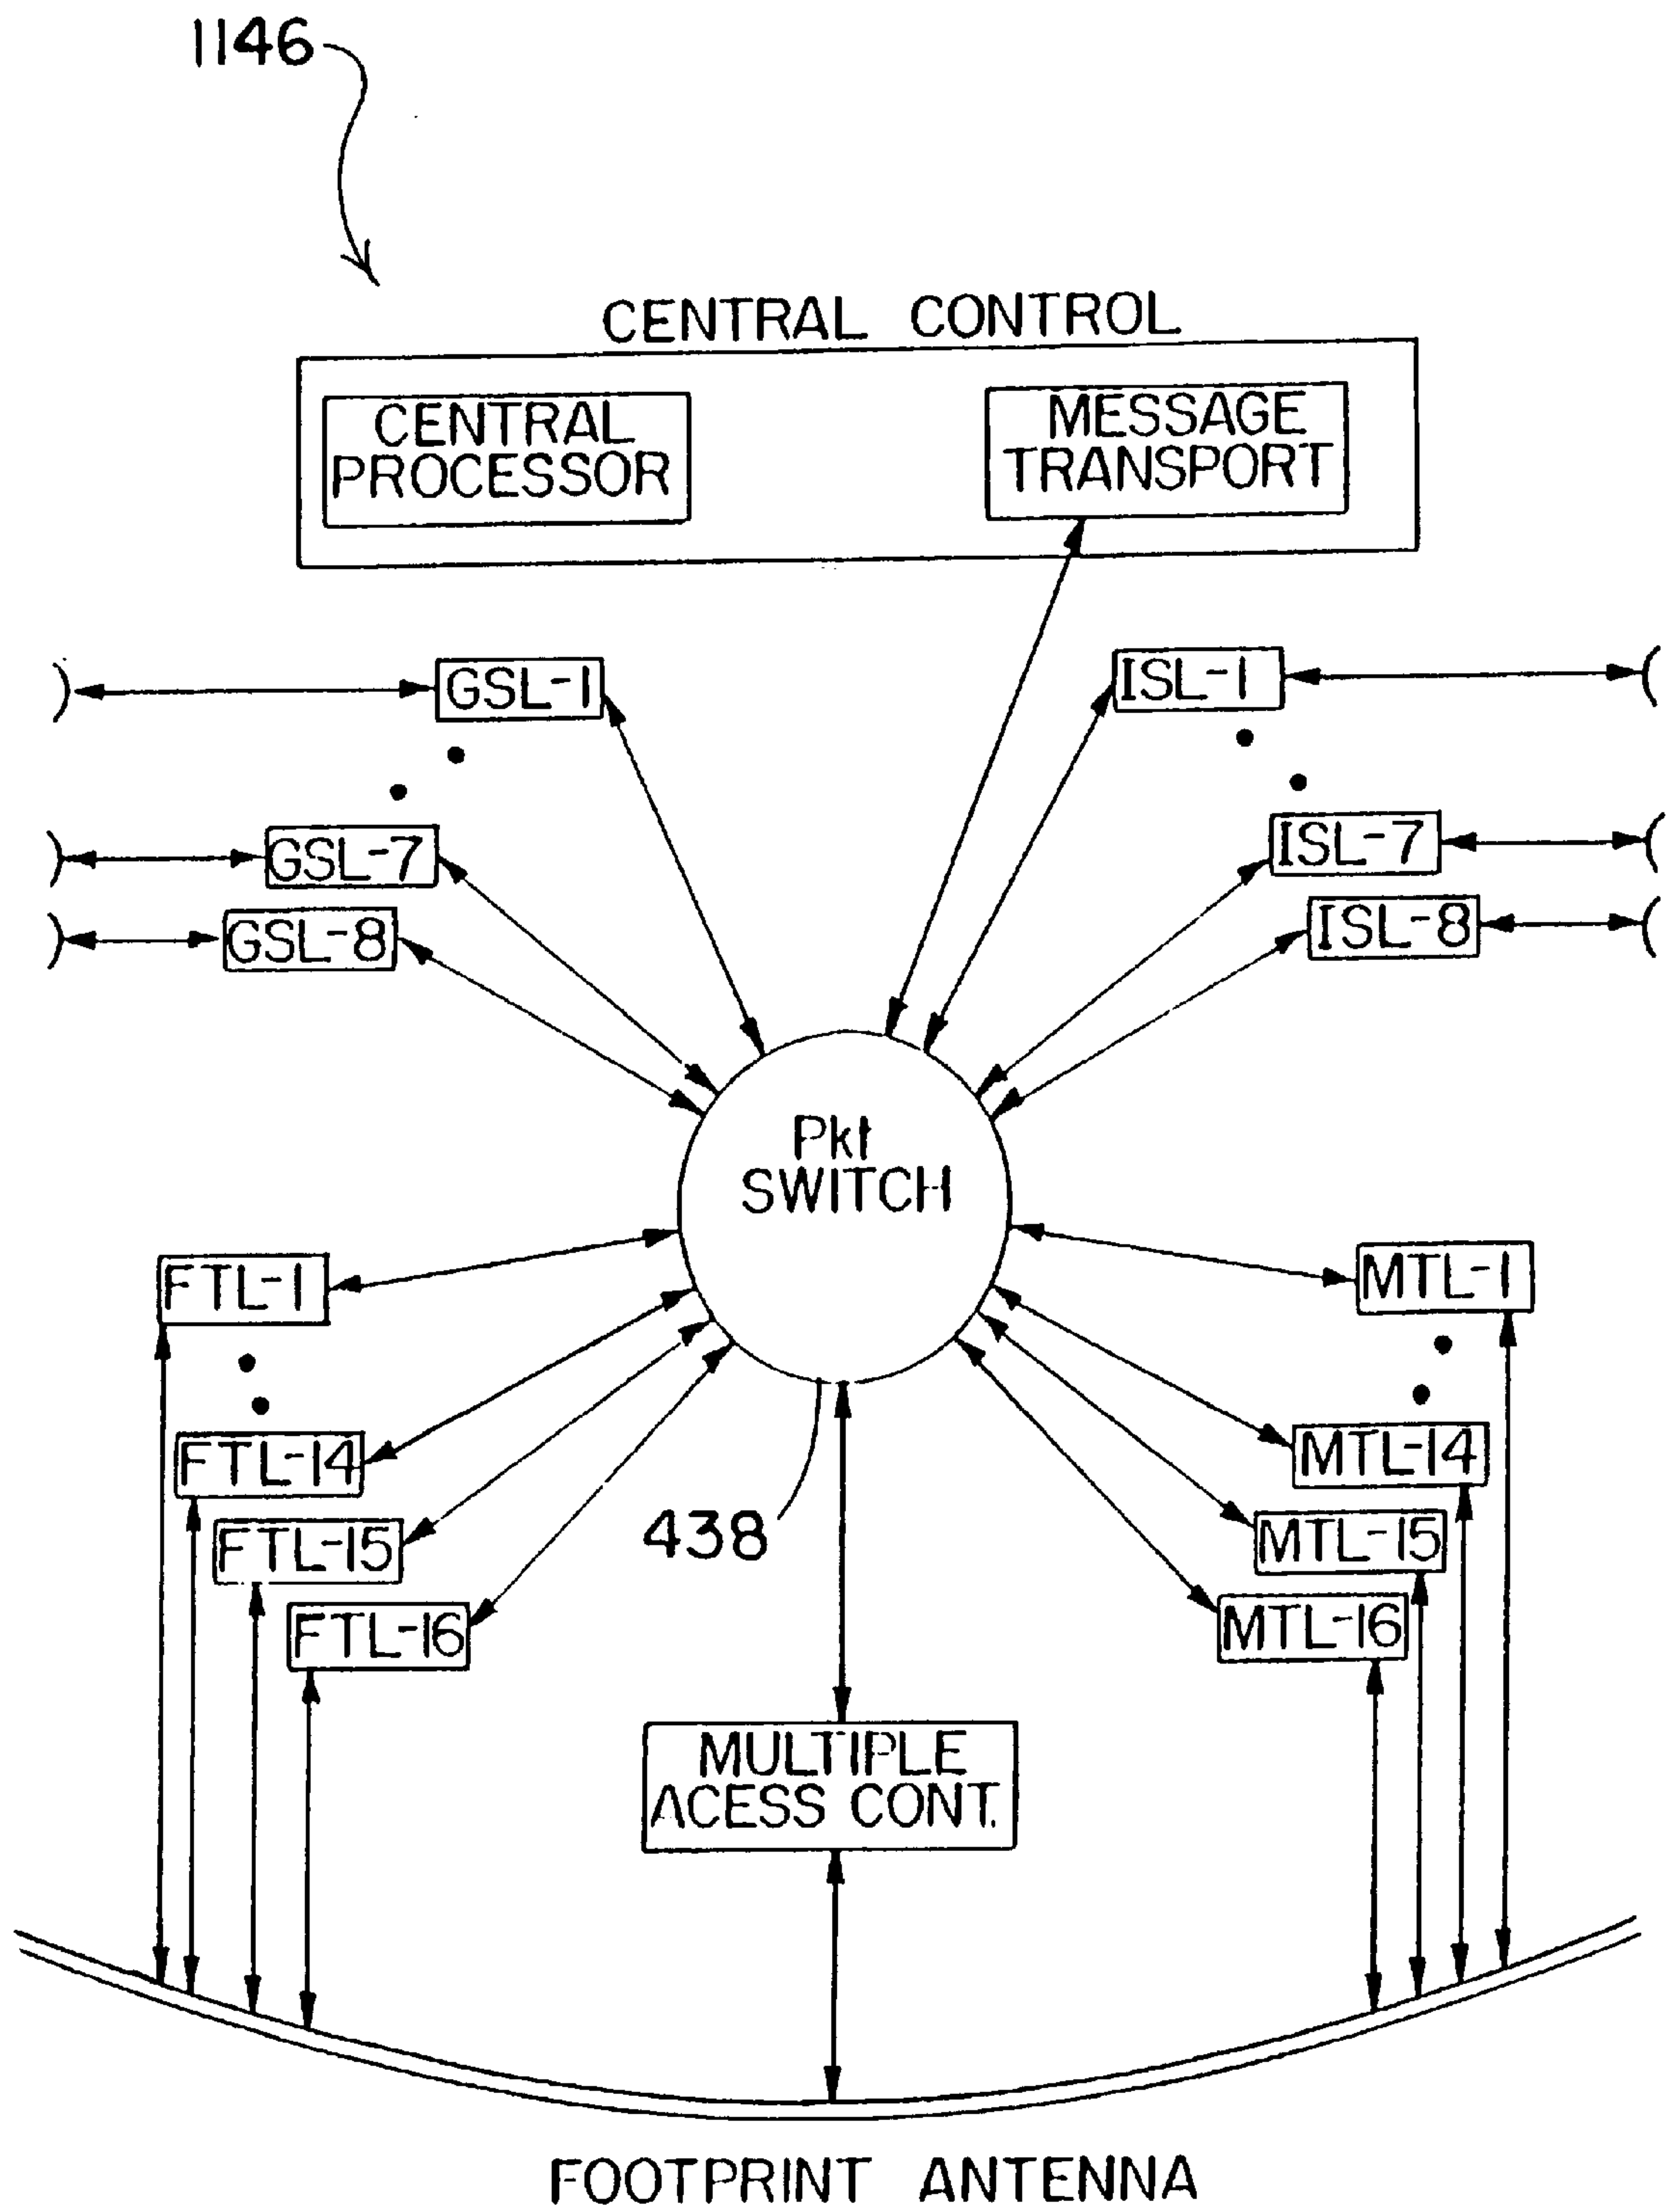 1146
CENTRAL CONTROL
CENTRAL
PROCESSOR
MESSAGE
TRANSPORT
GSL-1
ISL-1
GSL-7
ISL-7
GSL-8
ISL-8
Pkt
SWITCH
FTL-1
MTL-1
FTL-14
MTL-14
FTL-15
438
MTL-15
FTL-16
MTL-16
MULTIPLE
ACESS CONT.
FOOTPRINT ANTENNA